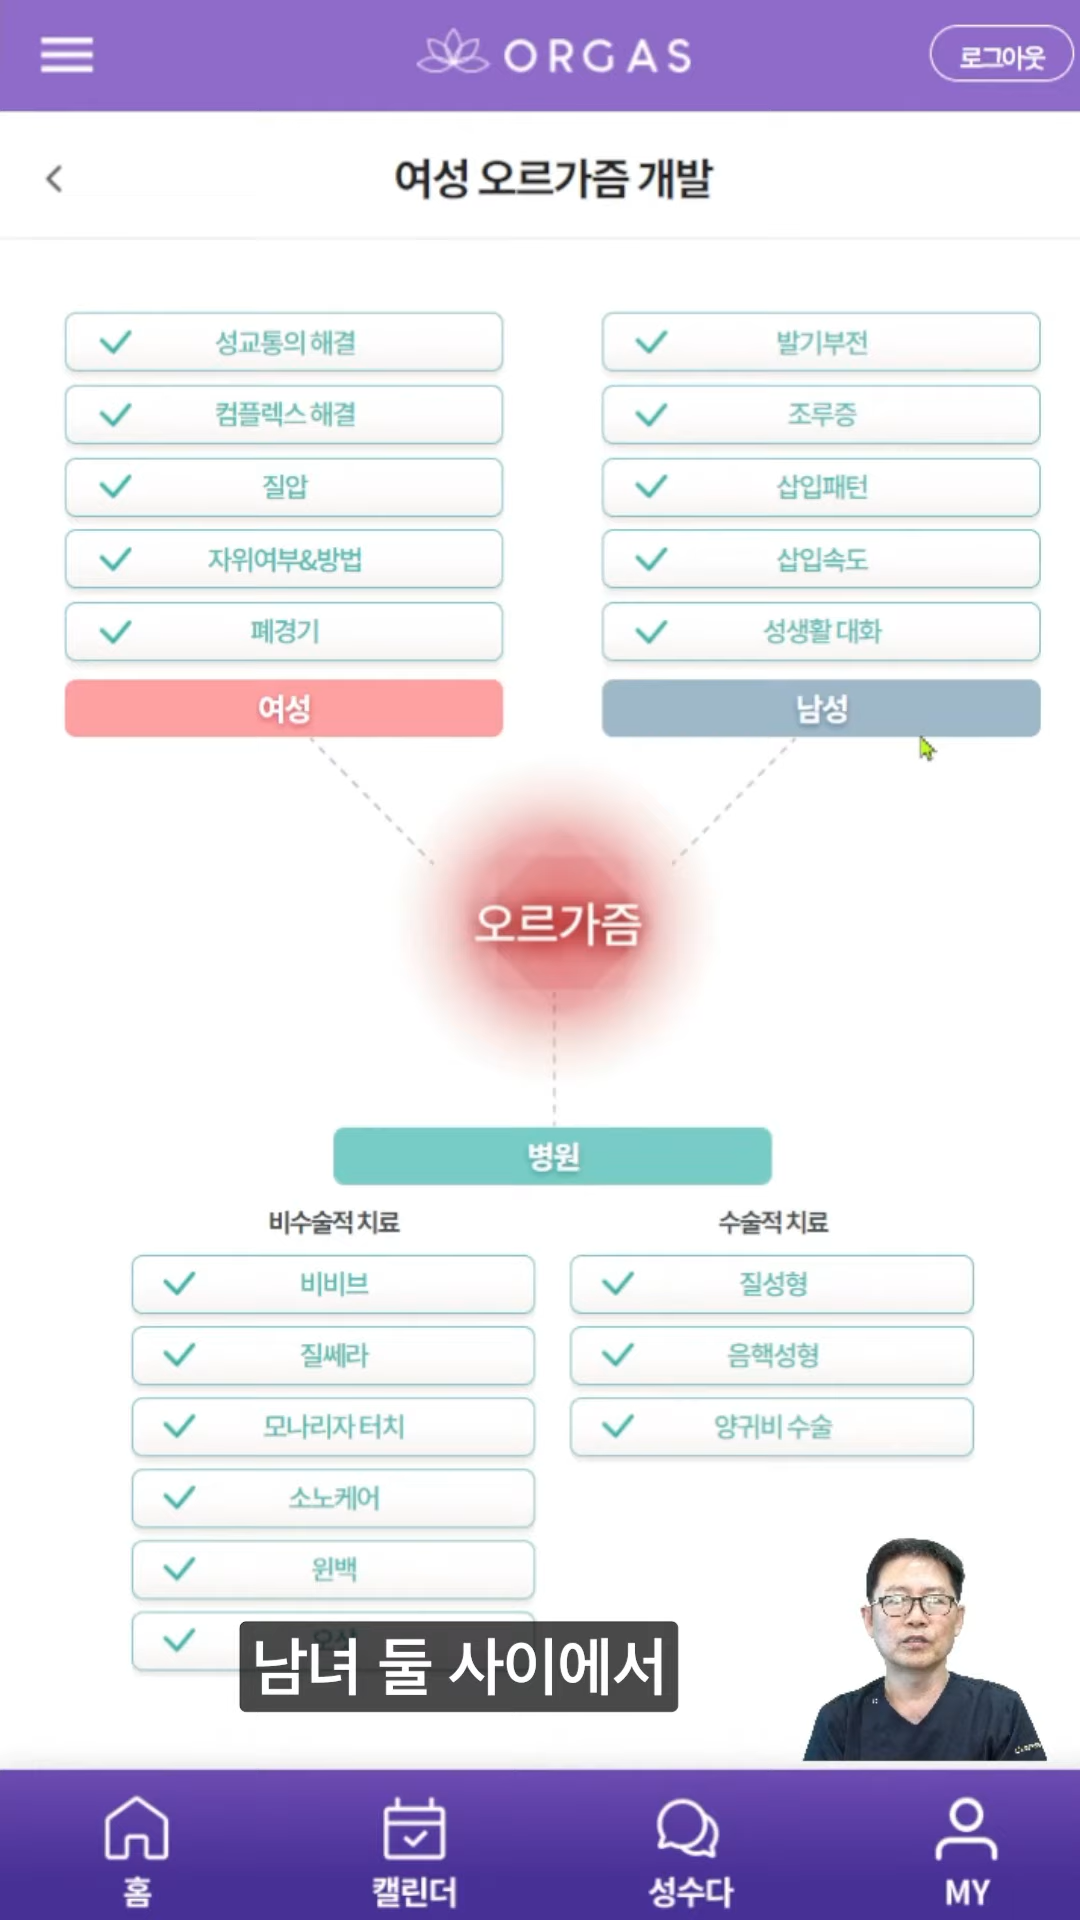 ORGAS
로그아웃
여성 오르가즘 개발
성교통의 해결
컴플렉스 해결
질압
자위여부&방법
폐경기
여성
발기부전
조루증
삽입패턴
삽입속도
성생활 대화
남성
오르가즘
병원
비수술적 치료
비비브
질쎄라
모나리자 터치
소노케어
윈백
수술적 치료
질성형
음핵성형
양귀비 수술
남녀 둘 사이에서
홈
캘린더
성수다
MY